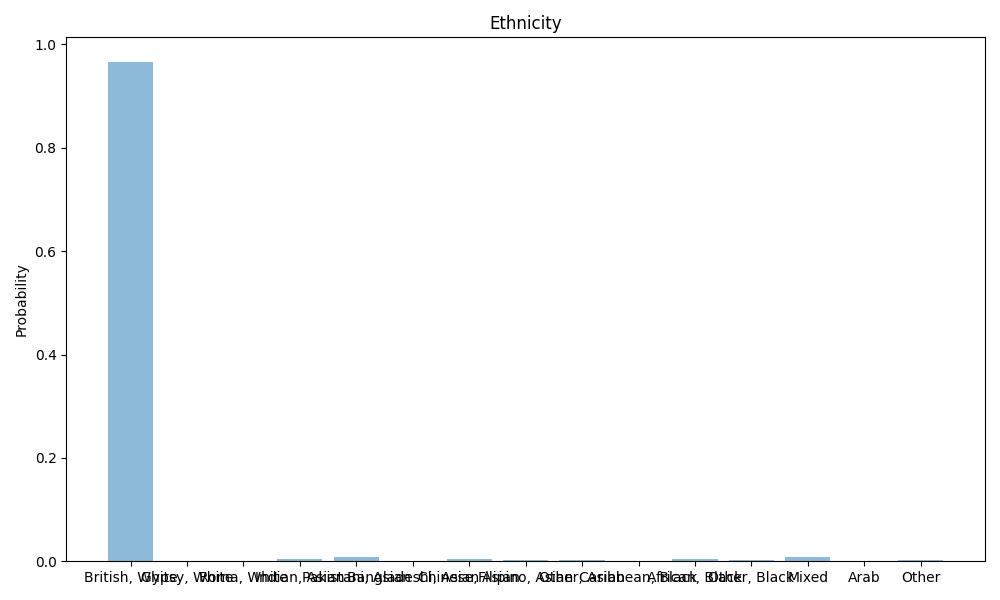 Ethnicity
Probability
1.0
0.8
0.6
0.4
0.2
0.0
British, White
Gypsy, White
Roma, White
Indian, Asian
Pakistani, Asian
Bangladeshi, Asian
Chinese, Asian
Filipino, Asian
Other, Asian
Caribbean, Black
African, Black
Other, Black
Mixed
Arab
Other